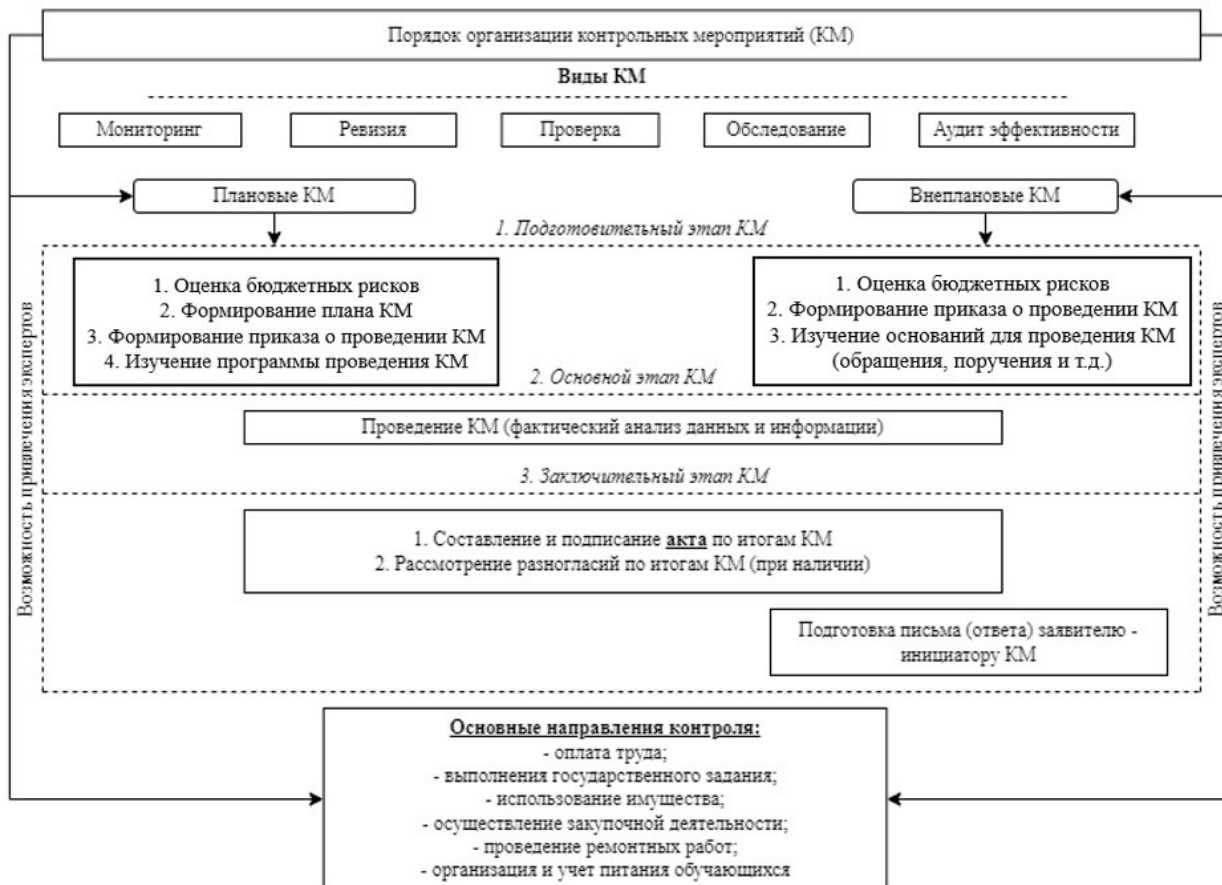 Порядок организации контрольных мероприятий (КМ)
Виды КМ
Мониторинг
Ревизия
Проверка
Обследование
Аудит эффективности
Плановые КМ
Внеплановые КМ
1. Подготовительный этап КМ
1. Оценка бюджетных рисков
2. Формирование плана КМ
3. Формирование приказа о проведении КМ
4. Изучение программы проведения КМ
1. Оценка бюджетных рисков
2. Формирование приказа о проведении КМ
3. Изучение оснований для проведения КМ
(обращения, поручения и т.д.)
Возможность привлечения экспертов
Возможность привлечения экспертов
2. Основной этап КМ
Проведение КМ (фактический анализ данных и информации)
3. Заключительный этап КМ
1. Составление и подписание акта по итогам КМ
2. Рассмотрение разногласий по итогам КМ (при наличии)
Подготовка письма (ответа) заявителю -
инициатору КМ
Основные направления контроля:
- оплата труда;
- выполнения государственного задания;
- использование имущества;
- осуществление закупочной деятельности;
- проведение ремонтных работ;
- организация и учет питания обучающихся